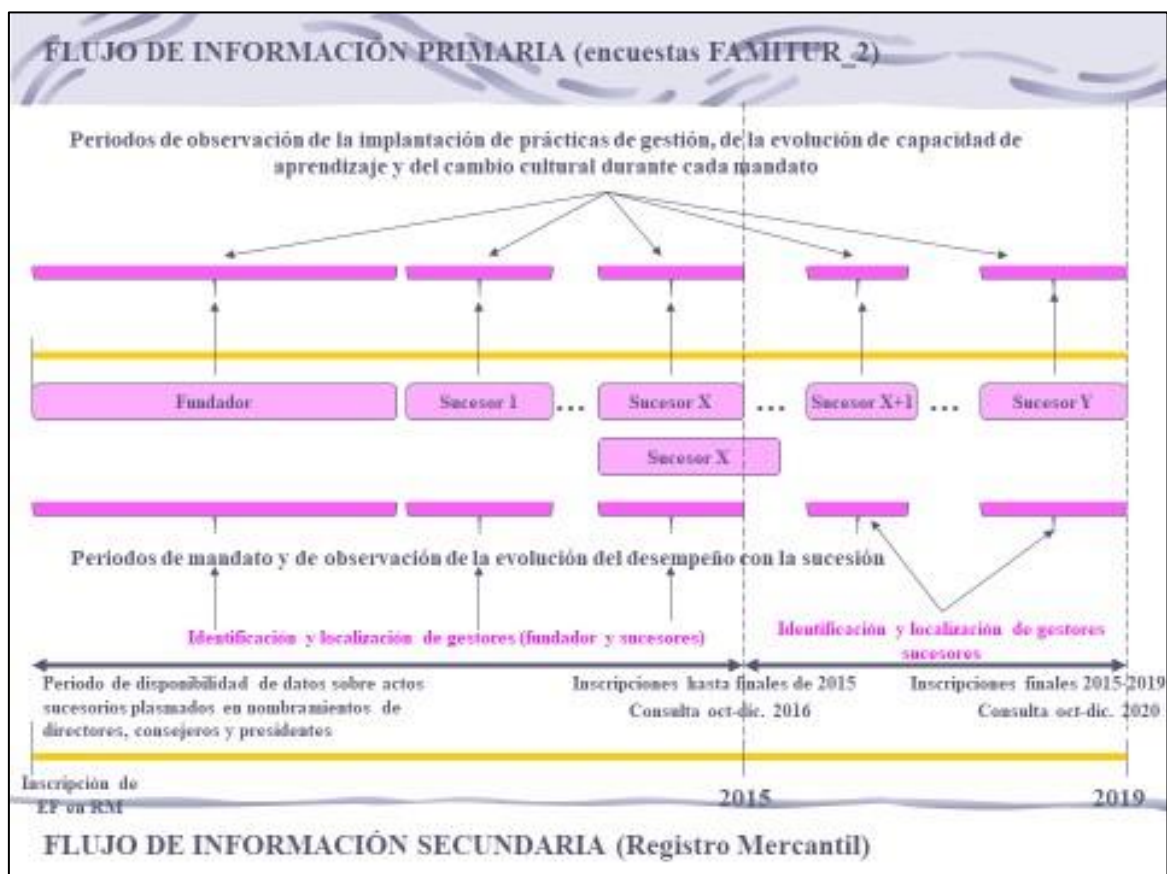 FLUJO DE INFORMACIÓN PRIMARIA (encuestas FAMITUR_2)
Periodos de observación de la implantación de prácticas de gestión, de la evolución de capacidad de
aprendizaje y del cambio cultural durante cada mandato
Fundador
Sucesor 1
...
Sucesor X
...
Sucesor X+1
...
Sucesor Y
Sucesor X
Periodos de mandato y de observación de la evolución del desempeño con la sucesión
Identificación y localización de gestores (fundador y sucesores)
Identificación y localización de gestores
sucesores
Periodo de disponibilidad de datos sobre actos
sucesorios plasmados en nombramientos de
directores, consejeros y presidentes
Inscripciones hasta finales de 2015
Consulta oct-dic. 2016
Inscripciones finales 2015-2019
Consulta oct-dic. 2020
Inscripción de
EF en RM
2015
2019
FLUJO DE INFORMACIÓN SECUNDARIA (Registro Mercantil)